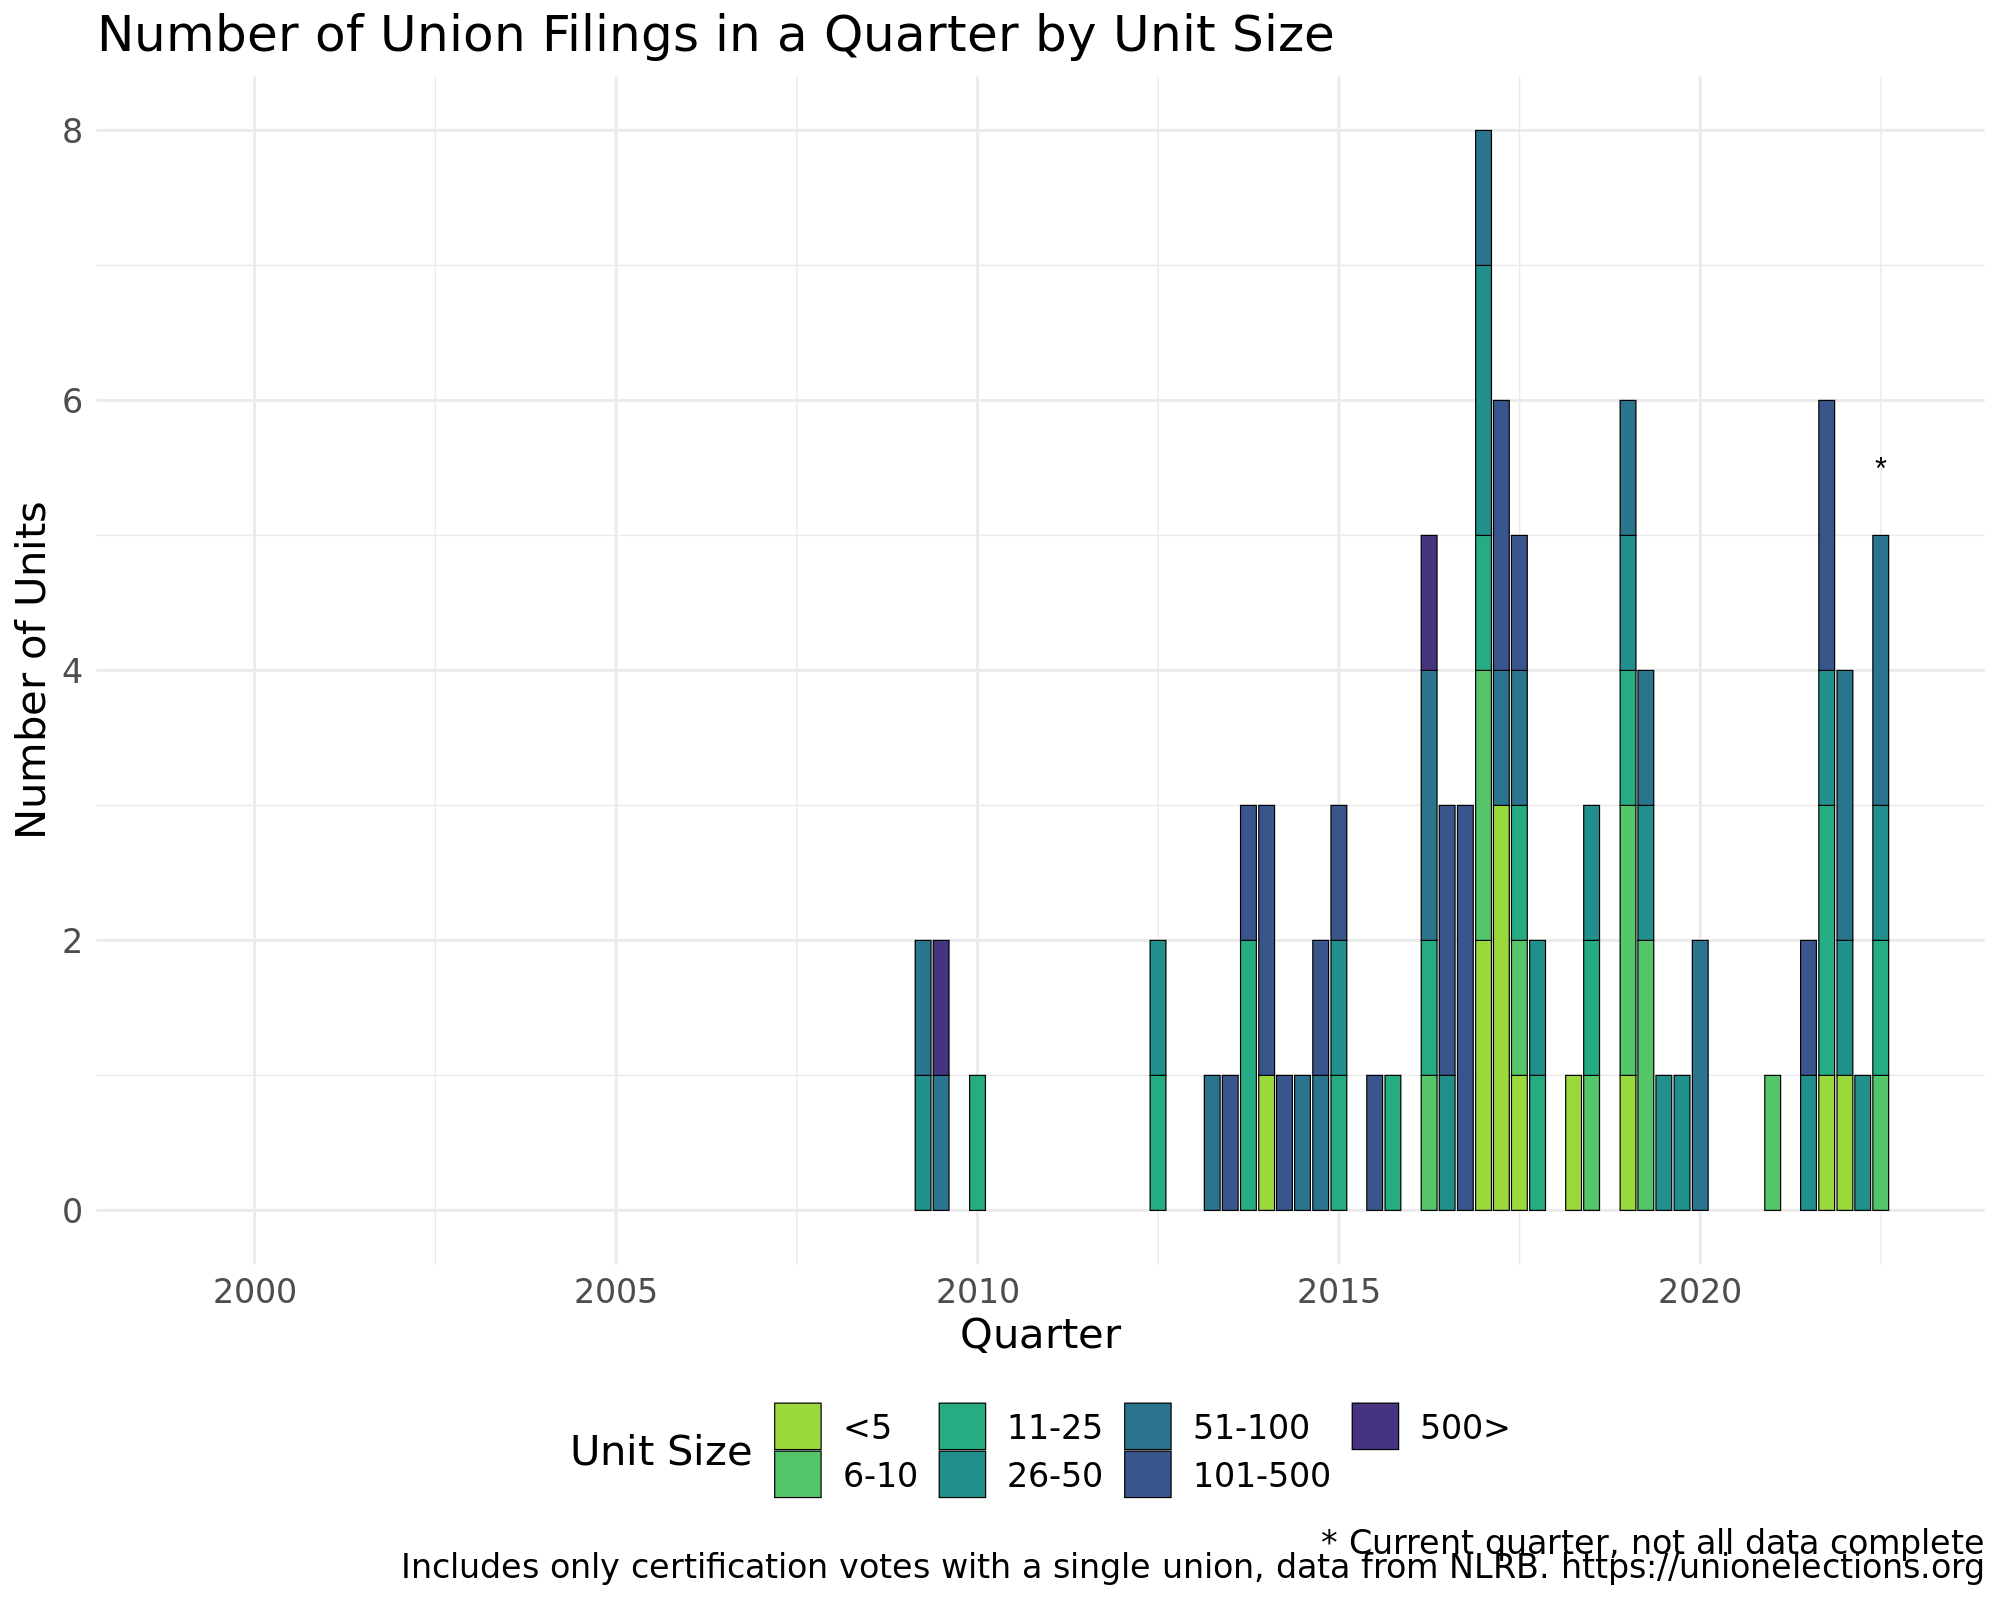 Number of Union Filings in a Quarter by Unit Size
Number of Units
8
6
4
2
0
*
2000 2005 2010 2015 2020
Quarter
Unit Size
<5 11-25 51-100 500>
6-10 26-50 101-500
* Current quarter, not all data complete
Includes only certification votes with a single union, data from NLRB. https://unionelections.org